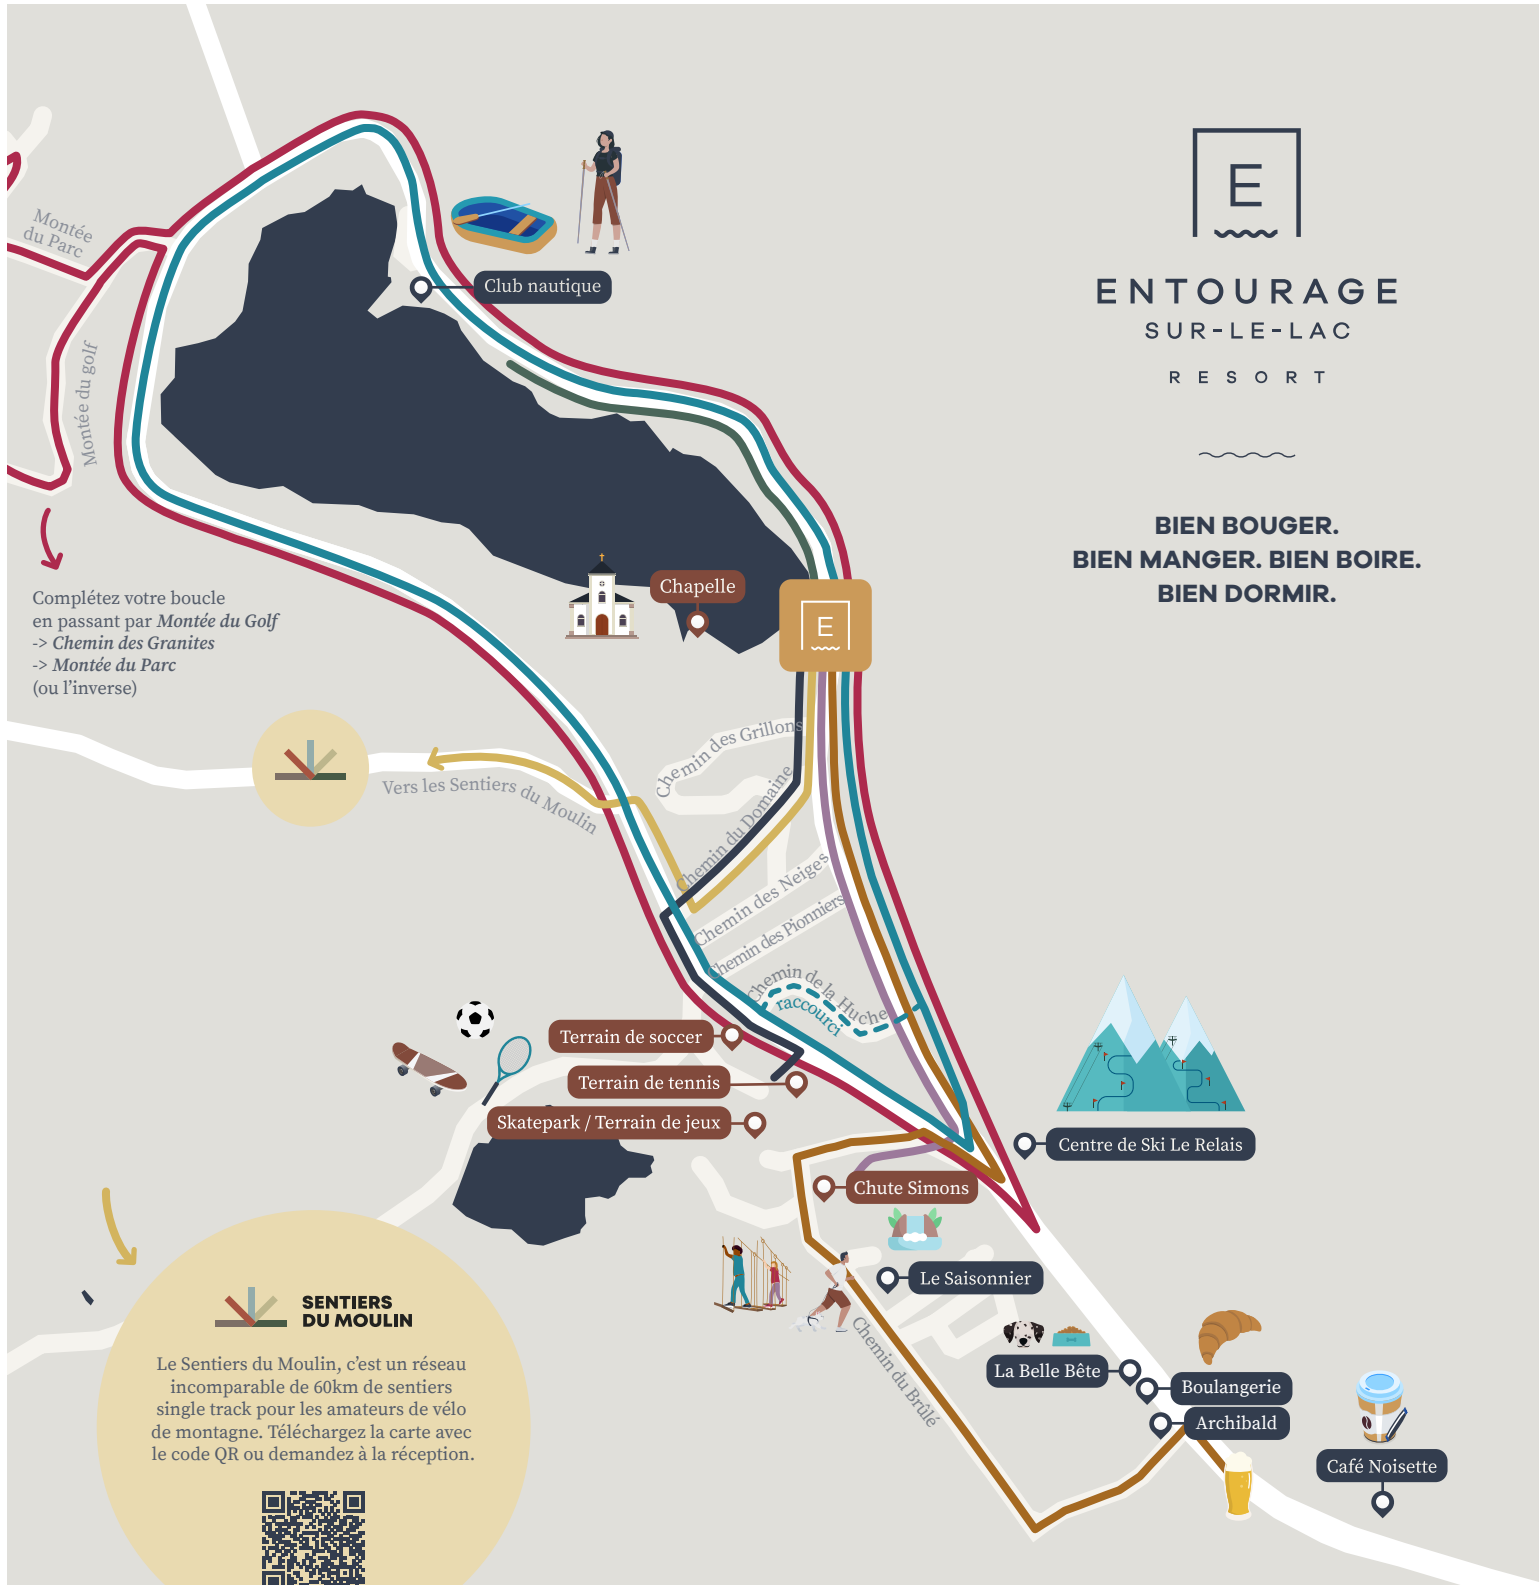 E
ENTOURAGE
SUR-LE-LAC
RESORT
BIEN BOUGER.
BIEN MANGER. BIEN BOIRE.
BIEN DORMIR.
Montée
du Parc
Club nautique
Montée du golf
Chapelle
E
Complétez votre boucle
en passant par Montée du Golf
-> Chemin des Granites
-> Montée du Parc
(ou l’inverse)
Vers les Sentiers du Moulin
Chemin des Grillons
Chemin du Domaine
Chemin des Neiges
Chemin des Pionniers
Chemin de la Huche
raccourci
Terrain de soccer
Terrain de tennis
Skatepark / Terrain de jeux
Centre de Ski Le Relais
Chute Simons
Le Saisonnier
Chemin du Brûlé
La Belle Bête
Boulangerie
Archibald
Café Noisette
SENTIERS
DU MOULIN
Le Sentiers du Moulin, c’est un réseau
incomparable de 60km de sentiers
single track pour les amateurs de vélo
de montagne. Téléchargez la carte avec
le code QR ou demandez à la réception.